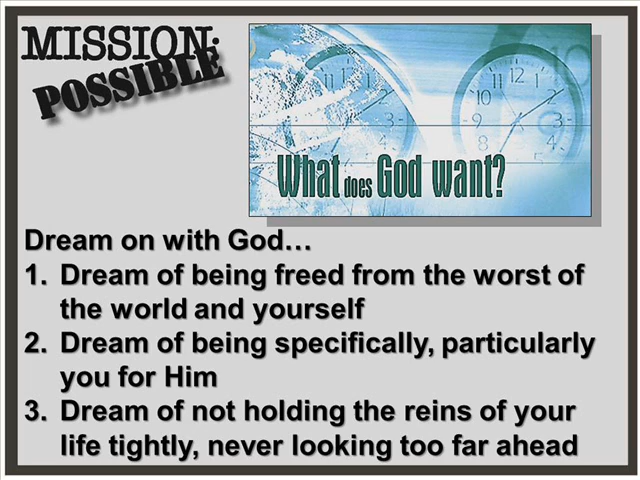 MISSION:
POSSIBLE
What does God want?
Dream on with God…
1. Dream of being freed from the worst of
the world and yourself
2. Dream of being specifically, particularly
you for Him
3. Dream of not holding the reins of your
life tightly, never looking too far ahead